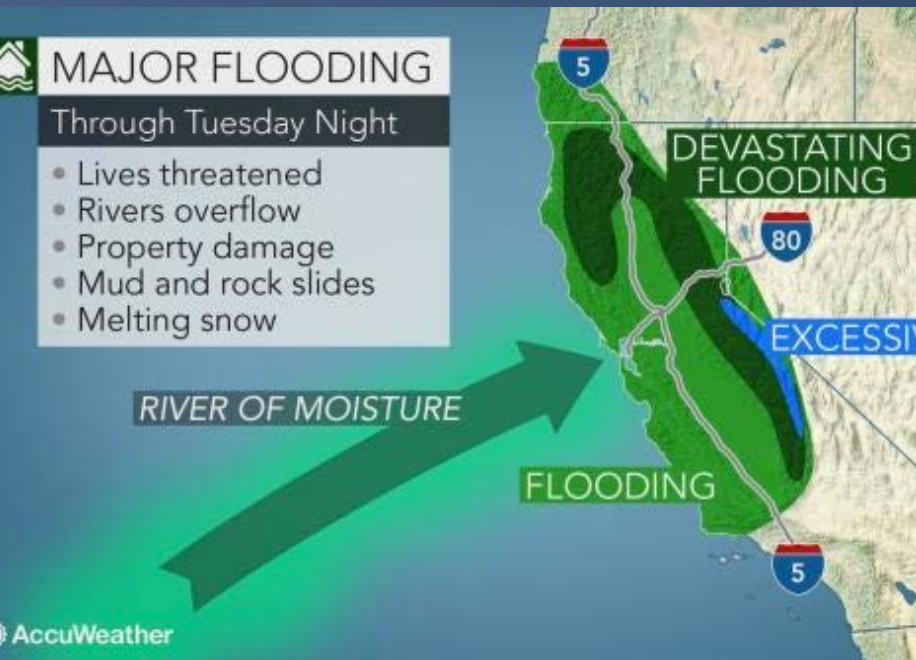 MAJOR FLOODING
Through Tuesday Night
• Lives threatened
• Rivers overflow
• Property damage
• Mud and rock slides
• Melting snow
RIVER OF MOISTURE
5
DEVASTATING
FLOODING
80
EXCESSIV
FLOODING
5
AccuWeather